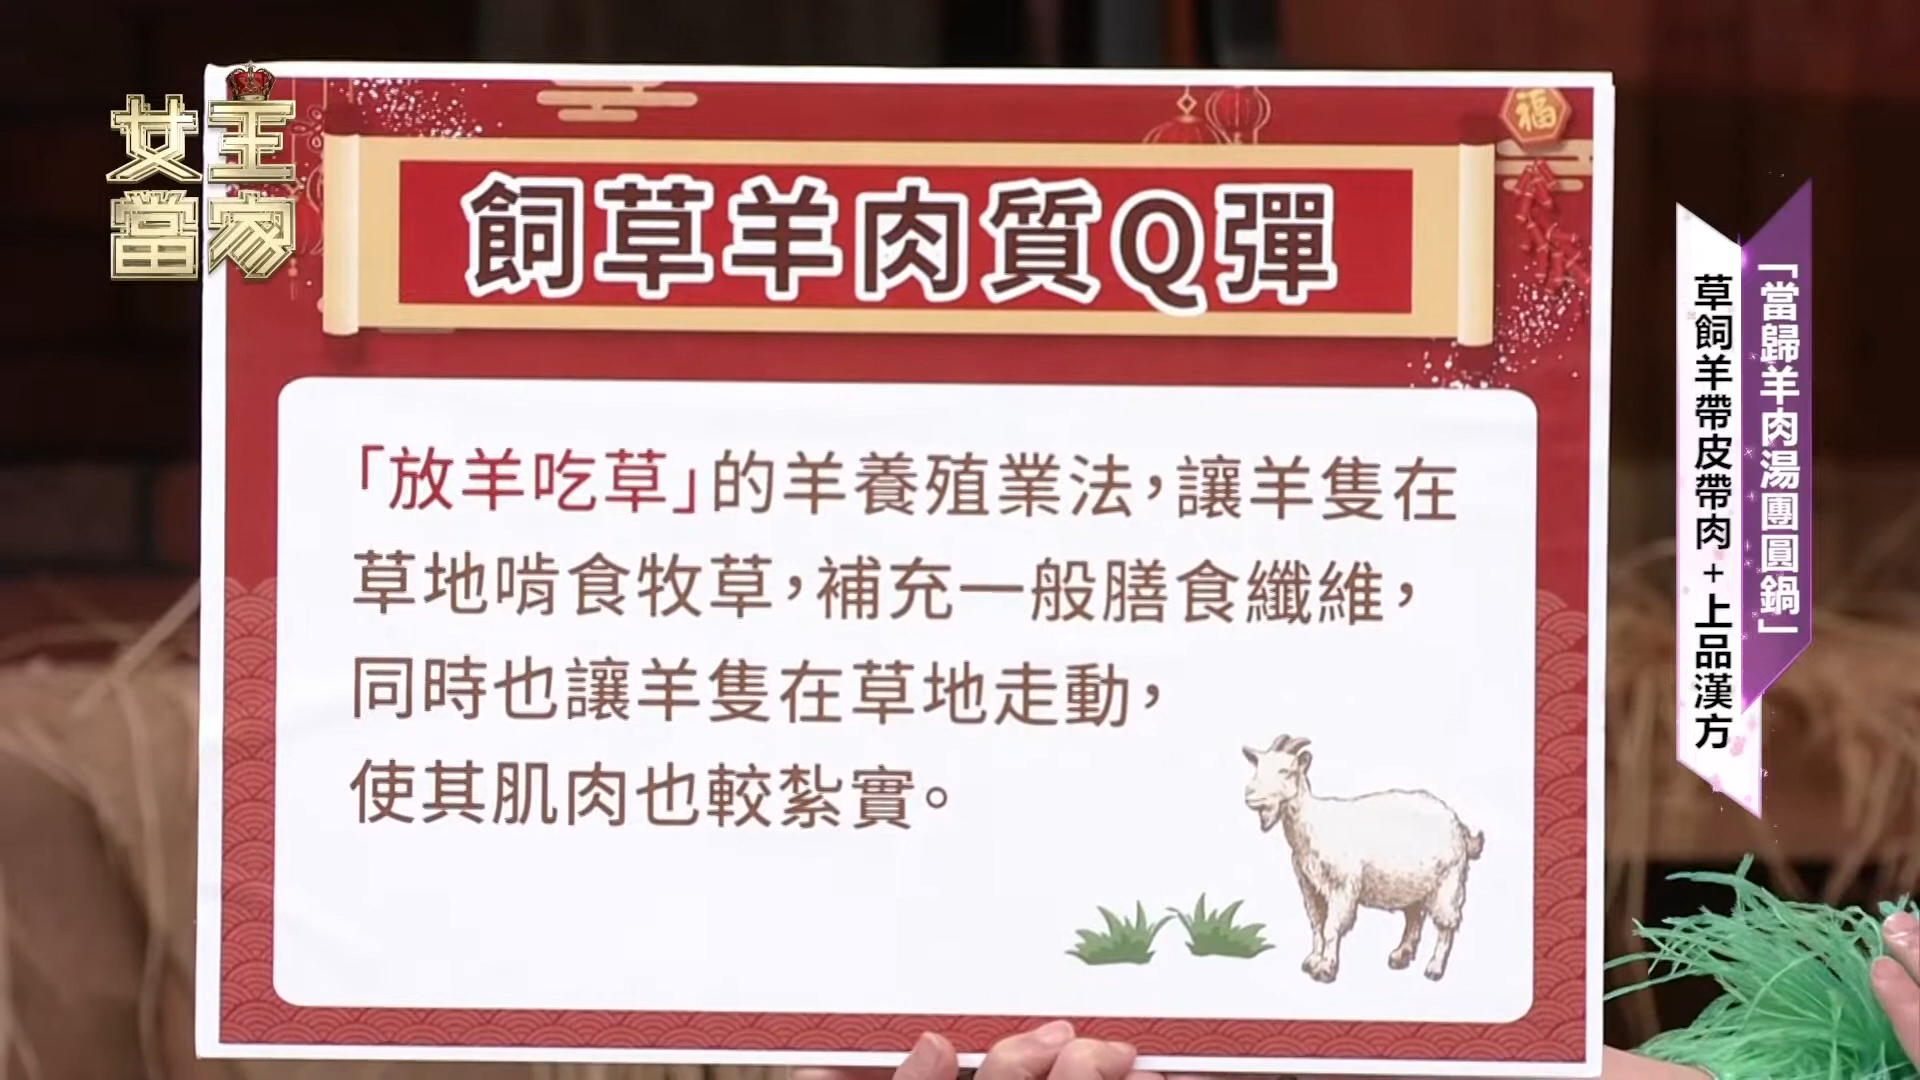 女王
當家
福
飼草羊肉質Q彈
「放羊吃草」的羊養殖業法，讓羊隻在
草地啃食牧草，補充一般膳食纖維，
同時也讓羊隻在草地走動，
使其肌肉也較紮實。
「當歸羊肉湯團圓鍋」
草飼羊帶皮帶肉+上品漢方